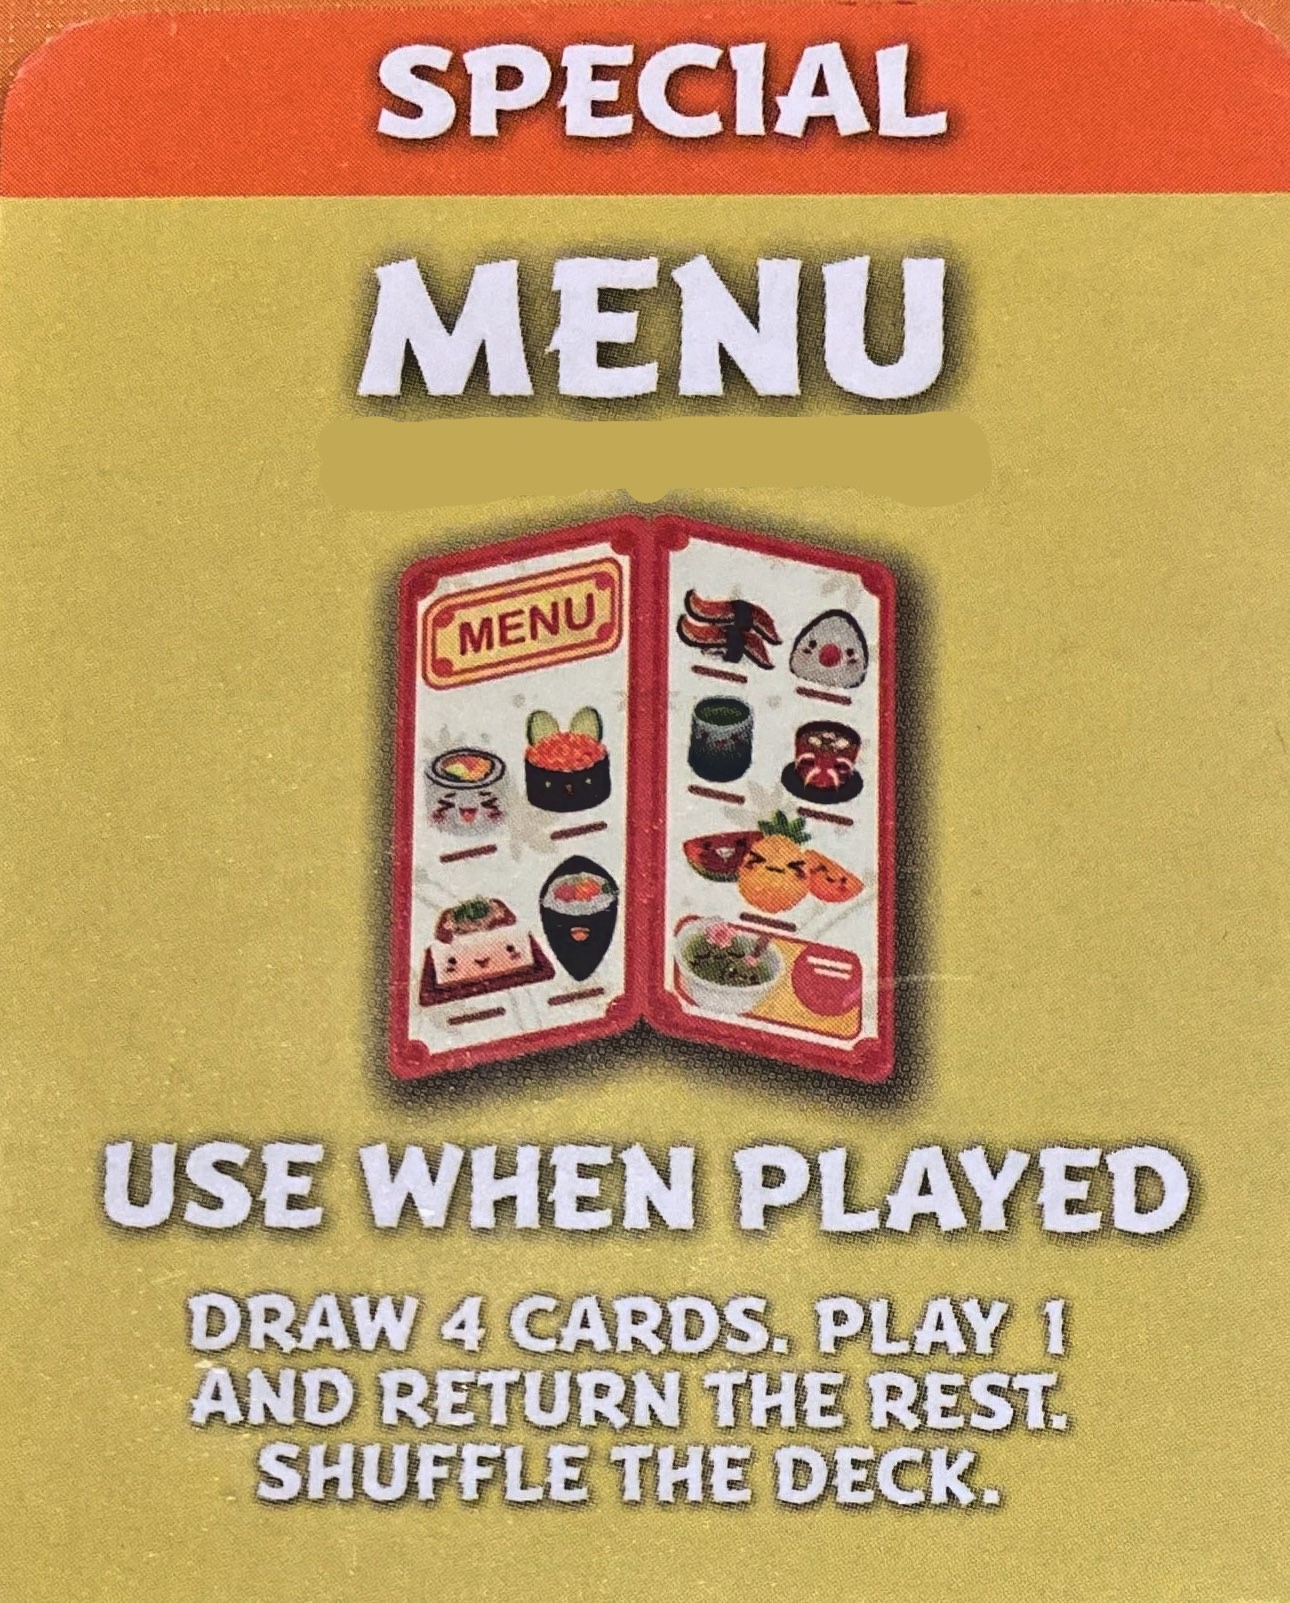 SPECIAL
MENU
MENU
USE WHEN PLAYED
DRAW 4 CARDS. PLAY 1
AND RETURN THE REST.
SHUFFLE THE DECK.